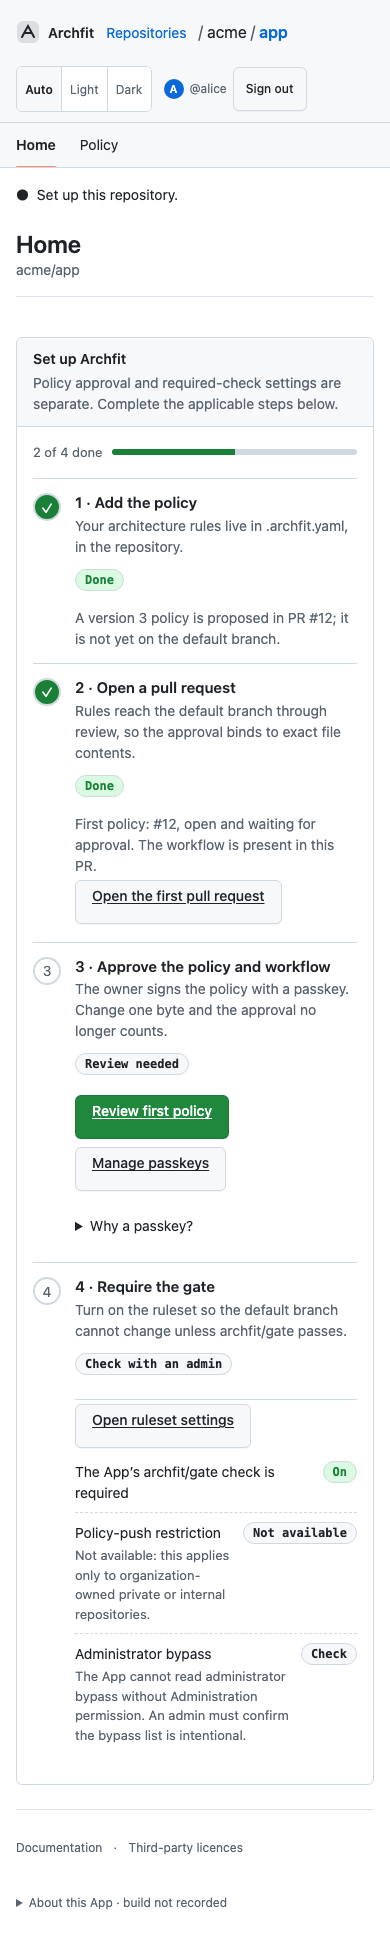 Archfit Repositories / acme / app
Auto Light Dark A @alice Sign out
Home Policy
Set up this repository.
Home
acme/app
Set up Archfit
Policy approval and required-check settings are
separate. Complete the applicable steps below.
2 of 4 done
1 · Add the policy
Your architecture rules live in .archfit.yaml,
in the repository.
Done
A version 3 policy is proposed in PR #12; it
is not yet on the default branch.
2 · Open a pull request
Rules reach the default branch through
review, so the approval binds to exact file
contents.
Done
First policy: #12, open and waiting for
approval. The workflow is present in this
PR.
Open the first pull request
3 3 · Approve the policy and workflow
The owner signs the policy with a passkey.
Change one byte and the approval no
longer counts.
Review needed
Review first policy
Manage passkeys
Why a passkey?
4 4 · Require the gate
Turn on the ruleset so the default branch
cannot change unless archfit/gate passes.
Check with an admin
Open ruleset settings
The App's archfit/gate check is On
required
Policy-push restriction Not available
Not available: this applies
only to organization-
owned private or internal
repositories.
Administrator bypass Check
The App cannot read administrator
bypass without Administration
permission. An admin must confirm
the bypass list is intentional.
Documentation · Third-party licences
About this App · build not recorded